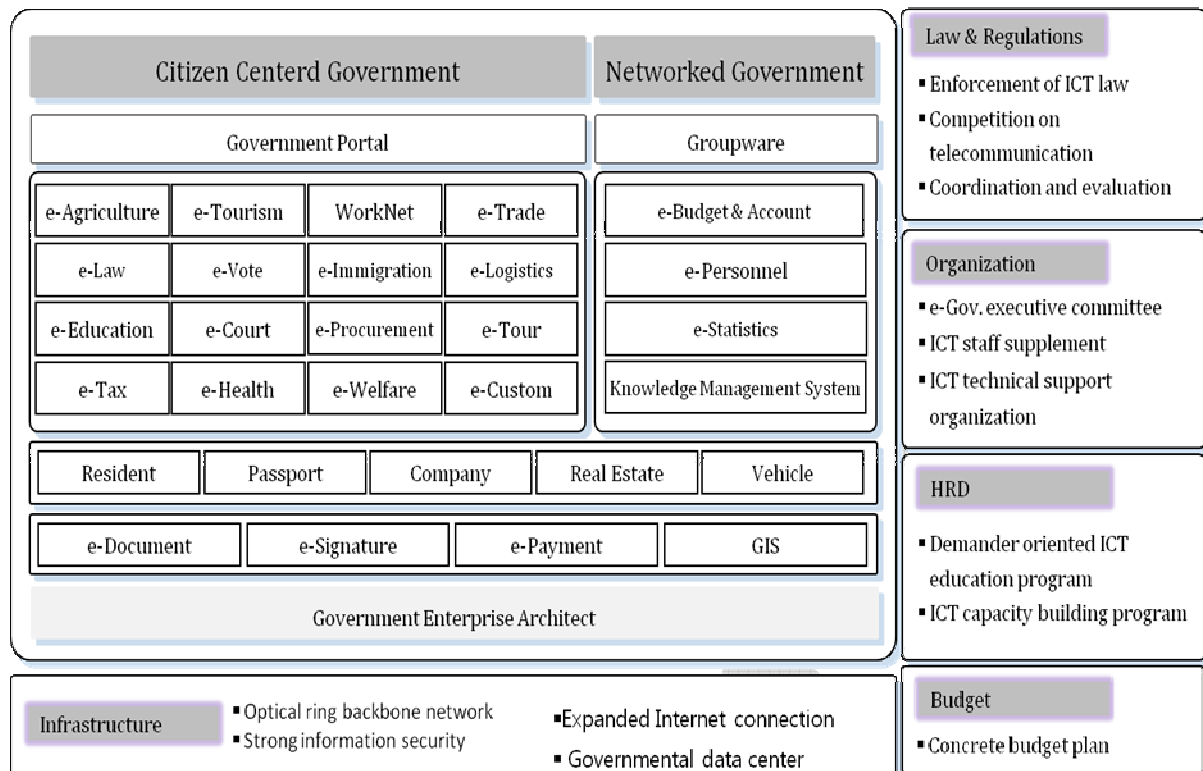 Citizen Centerd Government
Networked Government
Government Portal
Groupware
e-Agriculture
e-Tourism
WorkNet
e-Trade
e-Law
e-Vote
e-Immigration
e-Logistics
e-Education
e-Court
e-Procurement
e-Tour
e-Tax
e-Health
e-Welfare
e-Custom
e-Budget & Account
e-Personnel
e-Statistics
Knowledge Management System
Resident
Passport
Company
Real Estate
Vehicle
e-Document
e-Signature
e-Payment
GIS
Government Enterprise Architect
Infrastructure
▪ Optical ring backbone network
▪ Strong information security
▪Expanded Internet connection
▪ Governmental data center
Law & Regulations
▪ Enforcement of ICT law
▪ Competition on
telecommunication
▪ Coordination and evaluation
Organization
▪ e-Gov. executive committee
▪ ICT staff supplement
▪ ICT technical support
organization
HRD
▪ Demander oriented ICT
education program
▪ ICT capacity building program
Budget
▪ Concrete budget plan